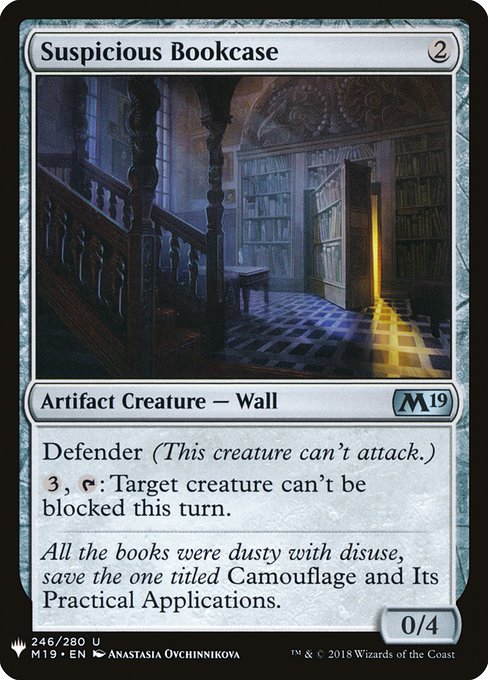 Suspicious Bookcase 2
Artifact Creature — Wall M19
Defender (This creature can't attack.)
3, : Target creature can't be
blocked this turn.
All the books were dusty with disuse,
save the one titled Camouflage and Its
Practical Applications.
0/4
246/280 U
M19 • EN Anastasia Ovchinnikova ™ & © 2018 Wizards of the Coast